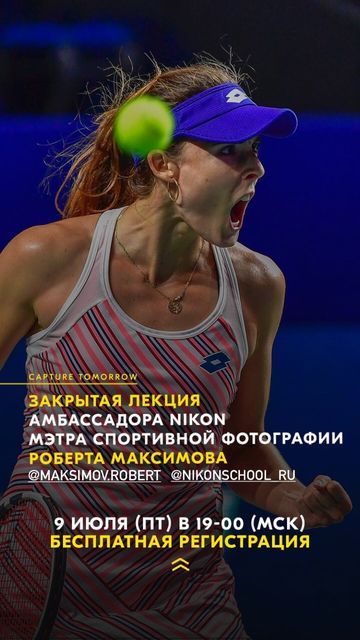 CAPTURE TOMORROW
ЗАКРЫТАЯ ЛЕКЦИЯ
АМБАССАДОРА NIKON
МЭТРА СПОРТИВНОЙ ФОТОГРАФИИ
РОБЕРТА МАКСИМОВА
@MAKSIMOV.ROBERT @NIKONSCHOOL_RU
9 ИЮЛЯ (ПТ) В 19-00 (МСК)
БЕСПЛАТНАЯ РЕГИСТРАЦИЯ